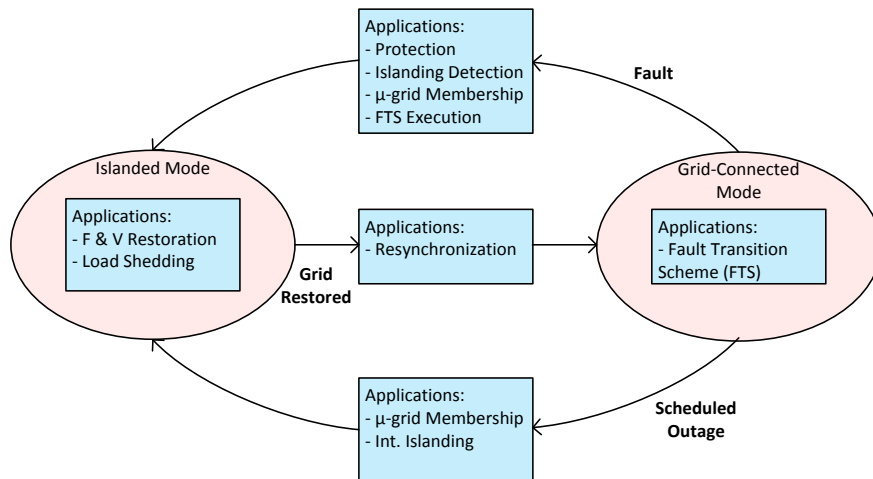 Applications:
- Protection
- Islanding Detection
- μ-grid Membership
- FTS Execution
Fault
Islanded Mode
Applications:
- F & V Restoration
- Load Shedding
Grid
Restored
Applications:
- Resynchronization
Grid-Connected
Mode
Applications:
- Fault Transition
Scheme (FTS)
Applications:
- μ-grid Membership
- Int. Islanding
Scheduled
Outage